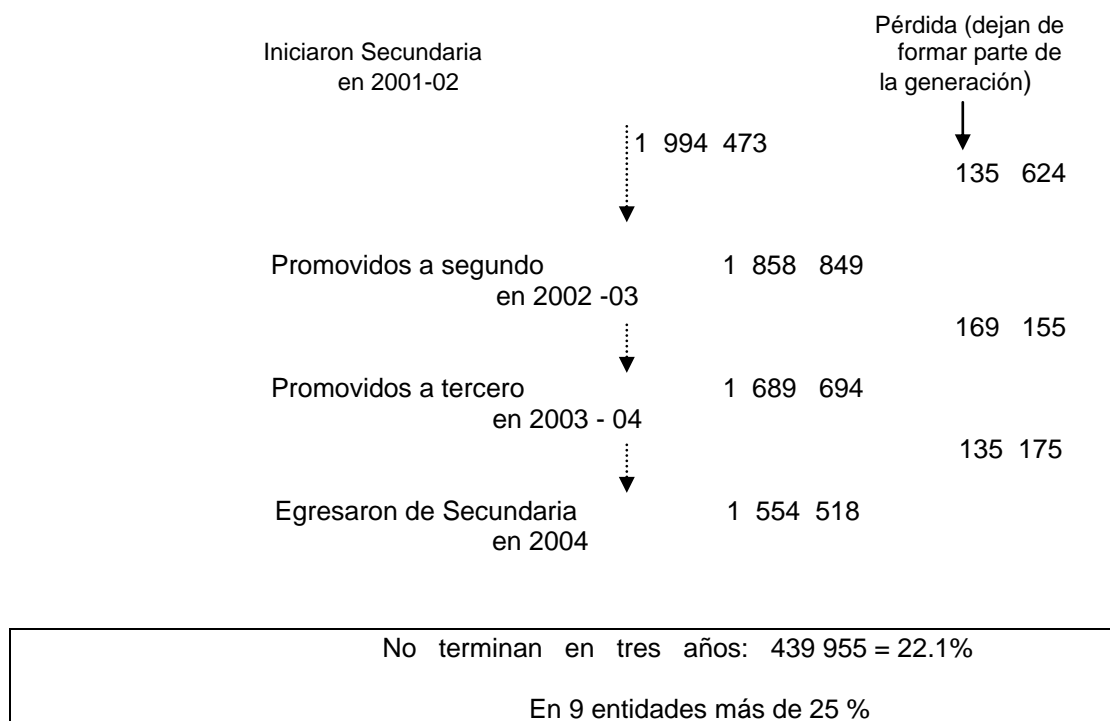 Iniciaron Secundaria
en 2001-02
Pérdida (dejan de
formar parte de
la generación)
1 994 473
135 624
Promovidos a segundo 1 858 849
en 2002 -03
169 155
Promovidos a tercero 1 689 694
en 2003 - 04
135 175
Egresaron de Secundaria 1 554 518
en 2004
No terminan en tres años: 439 955 = 22.1%
En 9 entidades más de 25 %